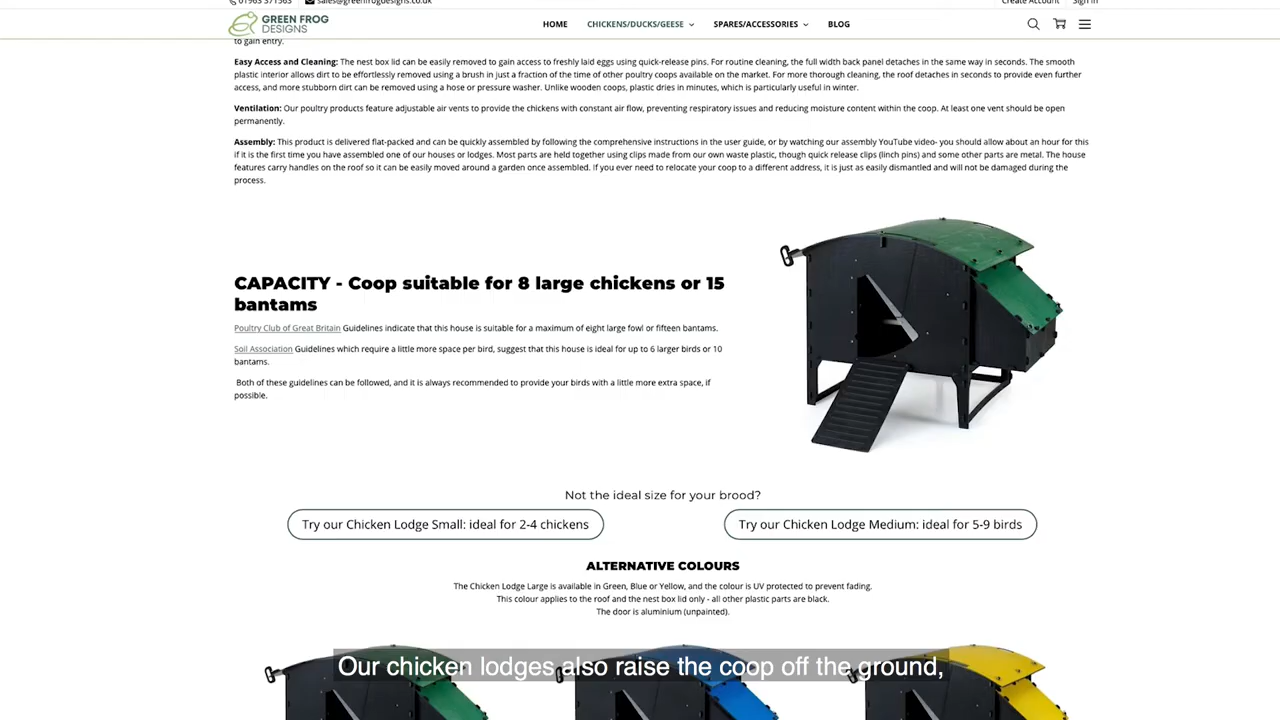 01963 371563 sales@greenfrogdesigns.co.uk Create Account Sign in
GREEN FROG
DESIGNS
HOME CHICKENS/DUCKS/GEESE SPARES/ACCESSORIES BLOG
to gain entry.
Easy Access and Cleaning: The nest box lid can be easily removed to gain access to freshly laid eggs using quick-release pins. For routine cleaning, the full width back panel detaches in the same way in seconds. The smooth
plastic interior allows dirt to be effortlessly removed using a brush in just a fraction of the time of other poultry coops available on the market. For more thorough cleaning, the roof detaches in seconds to provide even further
access, and more stubborn dirt can be removed using a hose or pressure washer. Unlike wooden coops, plastic dries in minutes, which is particularly useful in winter.
Ventilation: Our poultry products feature adjustable air vents to provide the chickens with constant air flow, preventing respiratory issues and reducing moisture content within the coop. At least one vent should be open
permanently.
Assembly: This product is delivered flat-packed and can be quickly assembled by following the comprehensive instructions in the user guide, or by watching our assembly YouTube video- you should allow about an hour for this
if it is the first time you have assembled one of our houses or lodges. Most parts are held together using clips made from our own waste plastic, though quick release clips (linch pins) and some other parts are metal. The house
features carry handles on the roof so it can be easily moved around a garden once assembled. If you ever need to relocate your coop to a different address, it is just as easily dismantled and will not be damaged during the
process.
CAPACITY - Coop suitable for 8 large chickens or 15
bantams
Poultry Club of Great Britain Guidelines indicate that this house is suitable for a maximum of eight large fowl or fifteen bantams.
Soil Association Guidelines which require a little more space per bird, suggest that this house is ideal for up to 6 larger birds or 10
bantams.
Both of these guidelines can be followed, and it is always recommended to provide your birds with a little more extra space, if
possible.
Not the ideal size for your brood?
Try our Chicken Lodge Small: ideal for 2-4 chickens
Try our Chicken Lodge Medium: ideal for 5-9 birds
ALTERNATIVE COLOURS
The Chicken Lodge Large is available in Green, Blue or Yellow, and the colour is UV protected to prevent fading.
This colour applies to the roof and the nest box lid only - all other plastic parts are black.
The door is aluminium (unpainted).
Our chicken lodges also raise the coop off the ground,